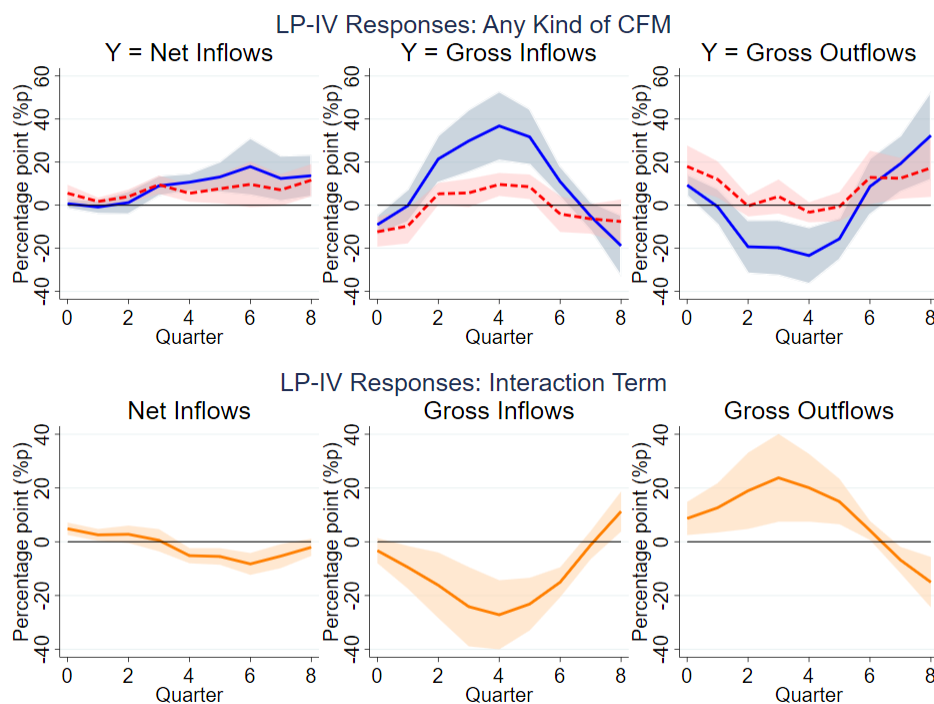 LP-IV Responses: Any Kind of CFM
Y = Net Inflows
Percentage point (%p)
60
40
20
0
-20
-40
0 2 4 6 8
Quarter
Y = Gross Inflows
Percentage point (%p)
60
40
20
0
-20
-40
0 2 4 6 8
Quarter
Y = Gross Outflows
Percentage point (%p)
60
40
20
0
-20
-40
0 2 4 6 8
Quarter
LP-IV Responses: Interaction Term
Net Inflows
Percentage point (%p)
40
20
0
-20
-40
0 2 4 6 8
Quarter
Gross Inflows
Percentage point (%p)
40
20
0
-20
-40
0 2 4 6 8
Quarter
Gross Outflows
Percentage point (%p)
40
20
0
-20
-40
0 2 4 6 8
Quarter